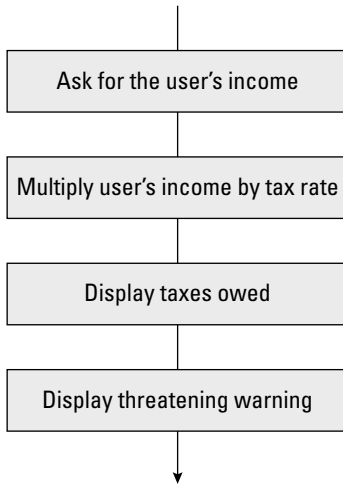 Ask for the user’s income
Multiply user’s income by tax rate
Display taxes owed
Display threatening warning